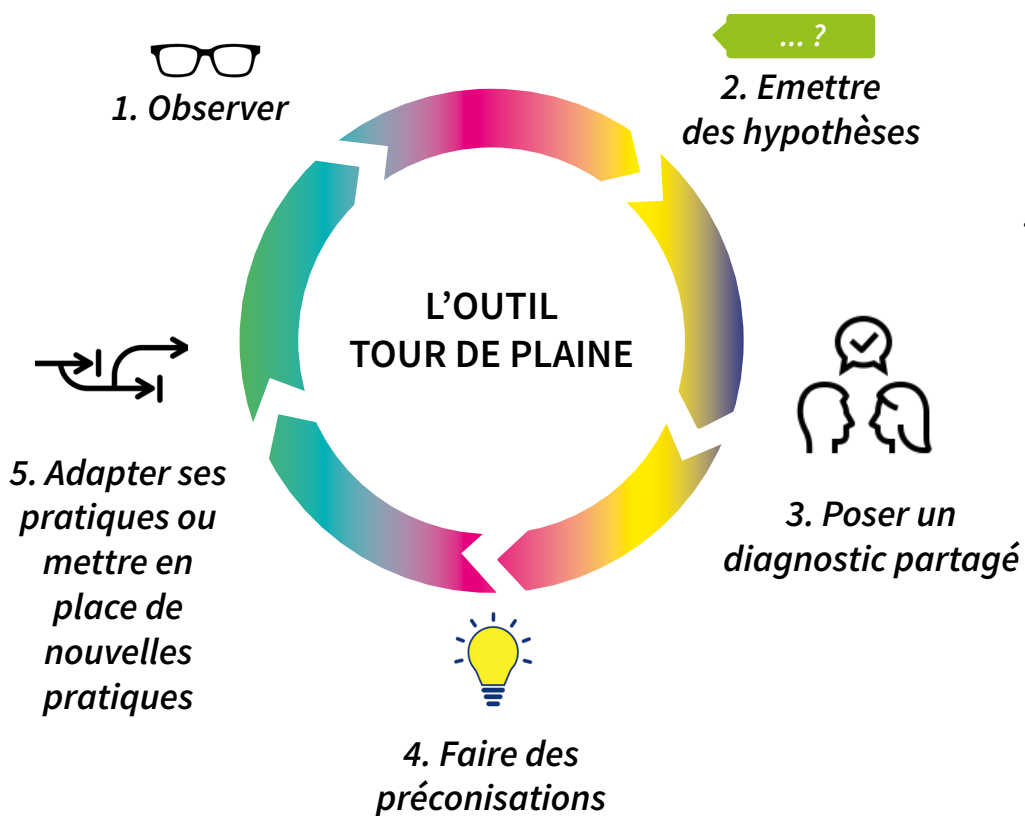 ... ?
1. Observer
2. Emettre
des hypothèses
L'OUTIL
TOUR DE PLAINE
3. Poser un
diagnostic partagé
4. Faire des
préconisations
5. Adapter ses
pratiques ou
mettre en
place de
nouvelles
pratiques